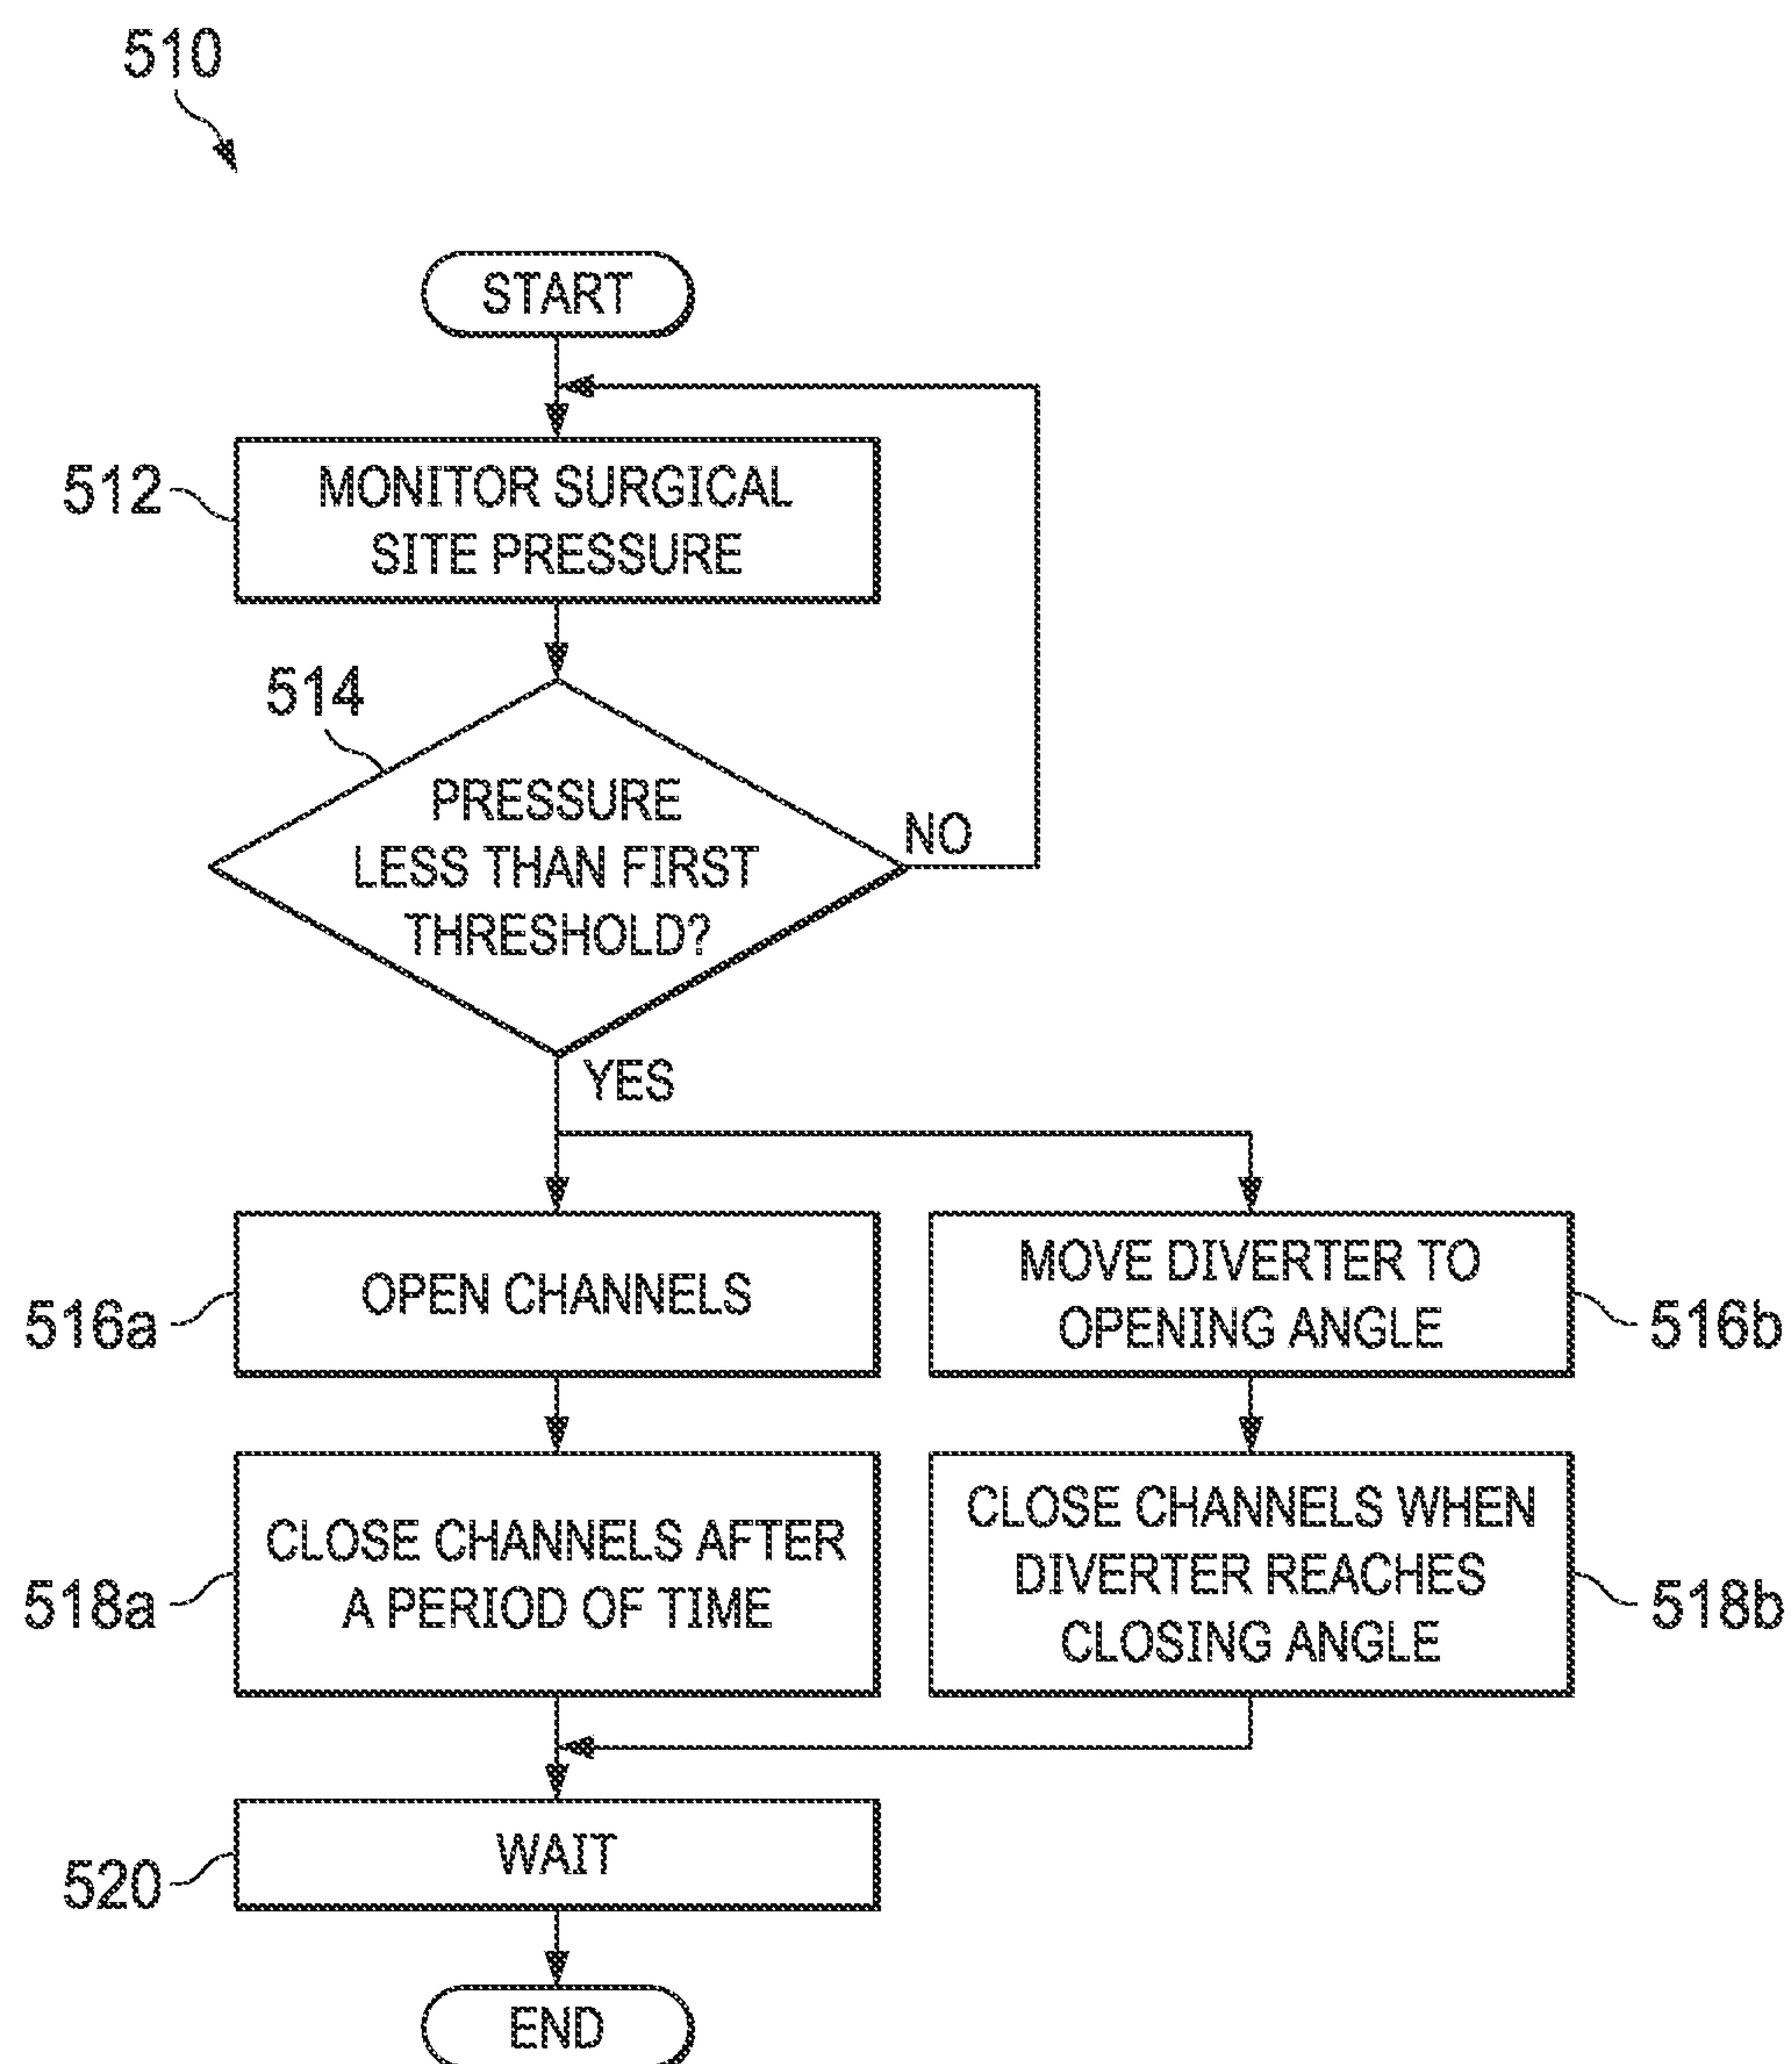 510
START
512
MONITOR SURGICAL
SITE PRESSURE
514
PRESSURE
LESS THAN FIRST
THRESHOLD?
NO
YES
516a
OPEN CHANNELS
MOVE DIVERTER TO
OPENING ANGLE
516b
518a
CLOSE CHANNELS AFTER
A PERIOD OF TIME
CLOSE CHANNELS WHEN
DIVERTER REACHES
CLOSING ANGLE
518b
520
WAIT
END